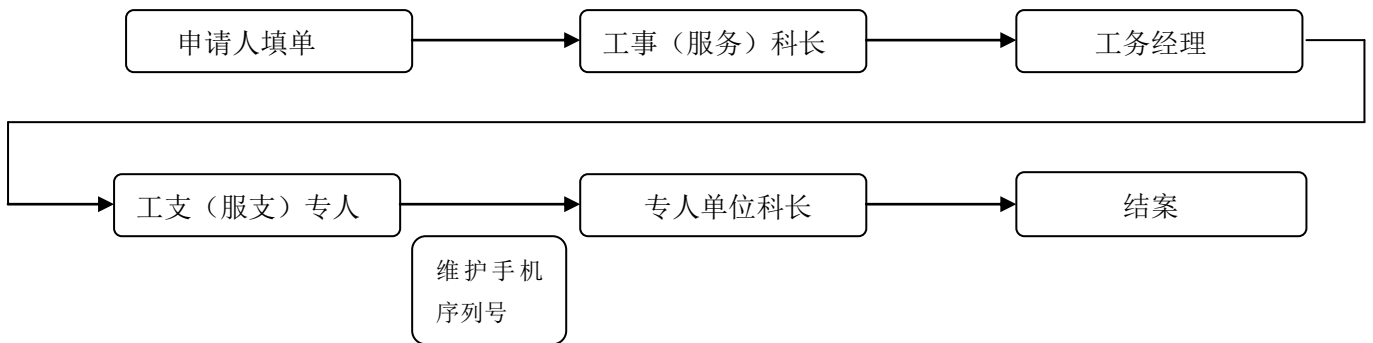 申请人填单
工事（服务）科长
工务经理
工支（服支）专人
专人单位科长
结案
维护手机
序列号